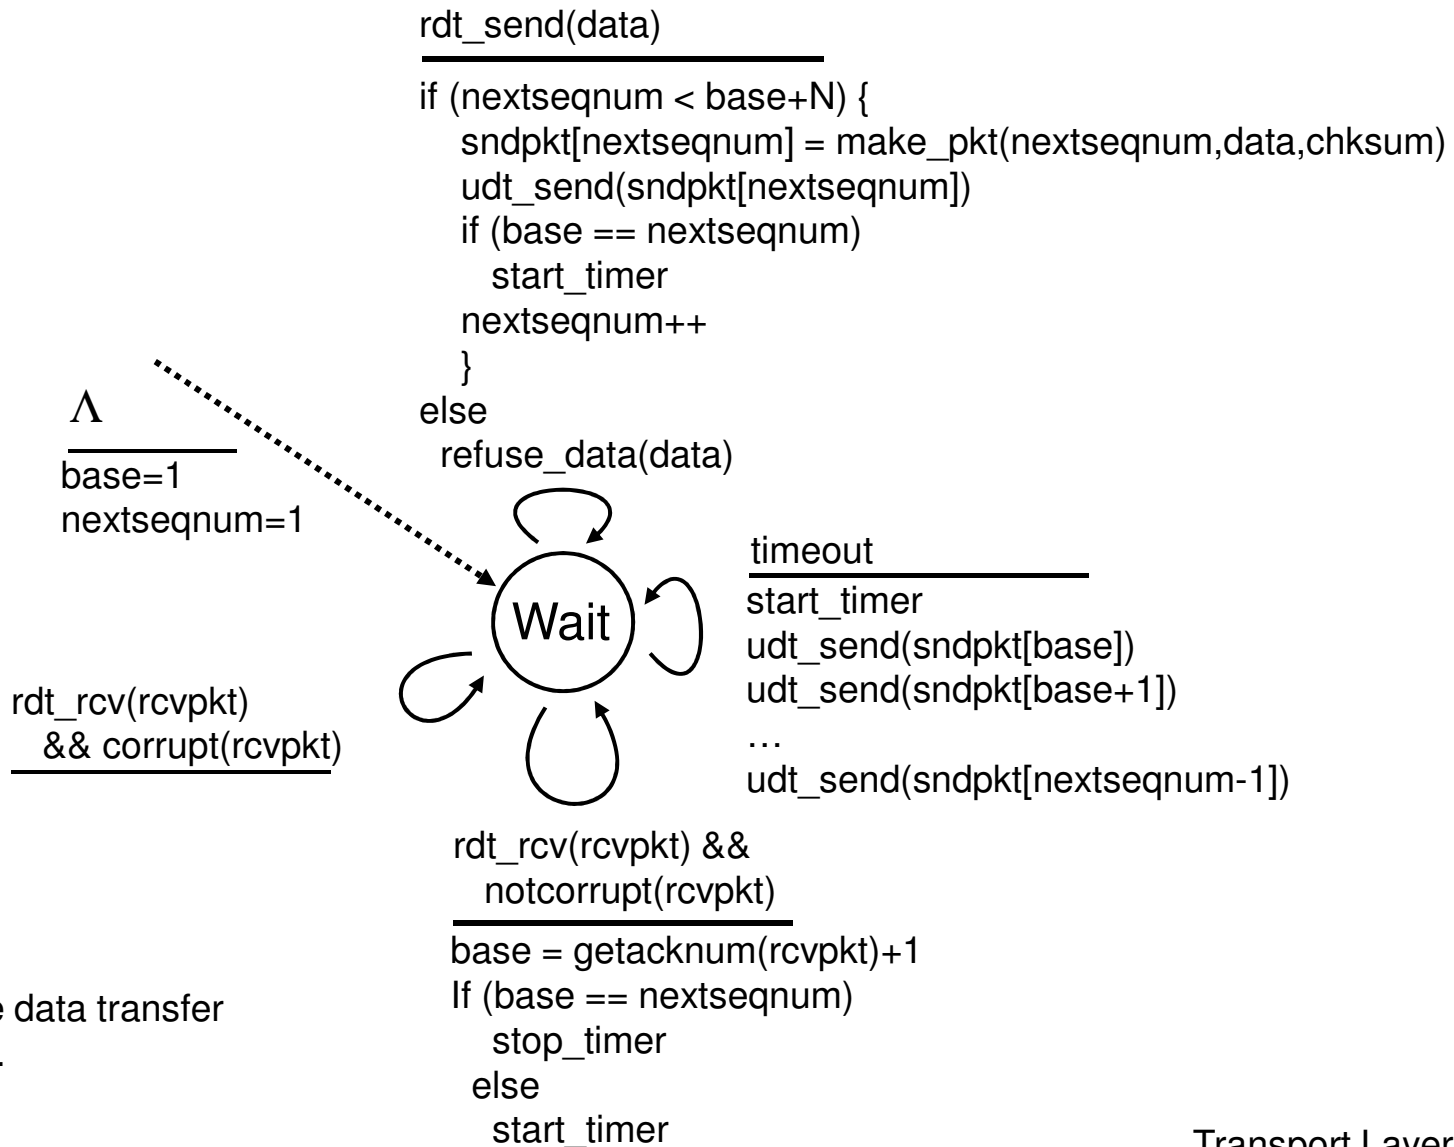 rdt_send(data)
if (nextseqnum < base+N) {
sndpkt[nextseqnum] = make_pkt(nextseqnum,data,chksum)
udt_send(sndpkt[nextseqnum])
if (base == nextseqnum)
start_timer
nextseqnum++
}
else
refuse_data(data)
Λ
base=1
nextseqnum=1
Wait
timeout
start_timer
udt_send(sndpkt[base])
udt_send(sndpkt[base+1])
…
udt_send(sndpkt[nextseqnum-1])
rdt_rcv(rcvpkt)
&& corrupt(rcvpkt)
rdt_rcv(rcvpkt) &&
notcorrupt(rcvpkt)
base = getacknum(rcvpkt)+1
If (base == nextseqnum)
stop_timer
else
start_timer
e data transfer
.
Transport Layer